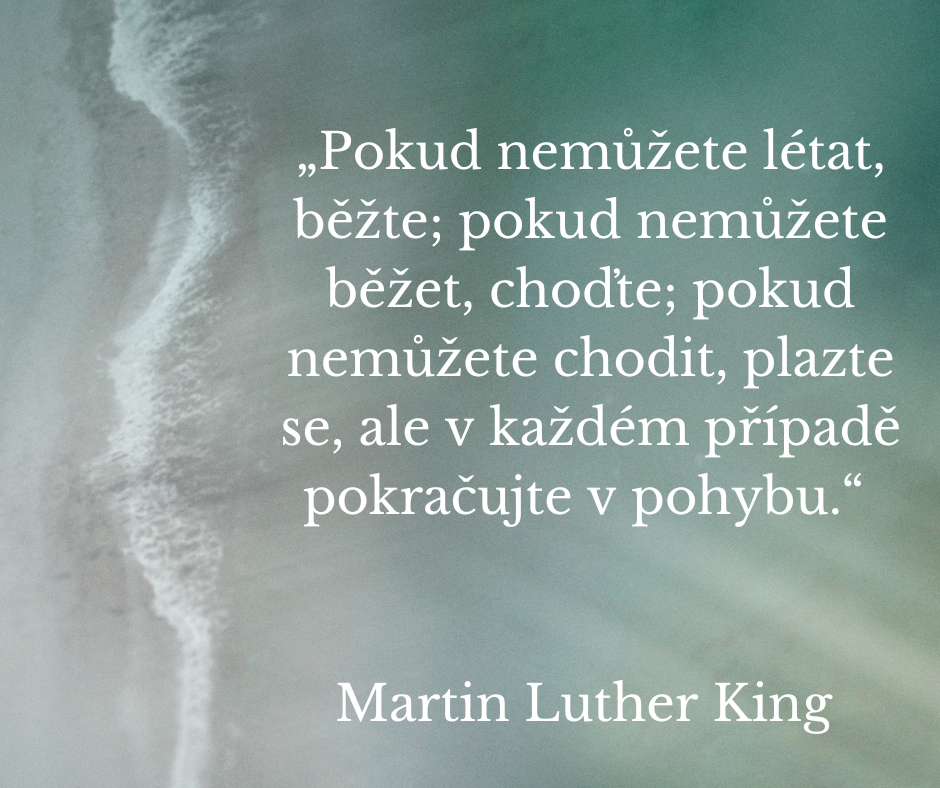 „Pokud nemůžete létat,
běžte; pokud nemůžete
běžet, choďte; pokud
nemůžete chodit, plazte
se, ale v každém případě
pokračujte v pohybu.“
Martin Luther King